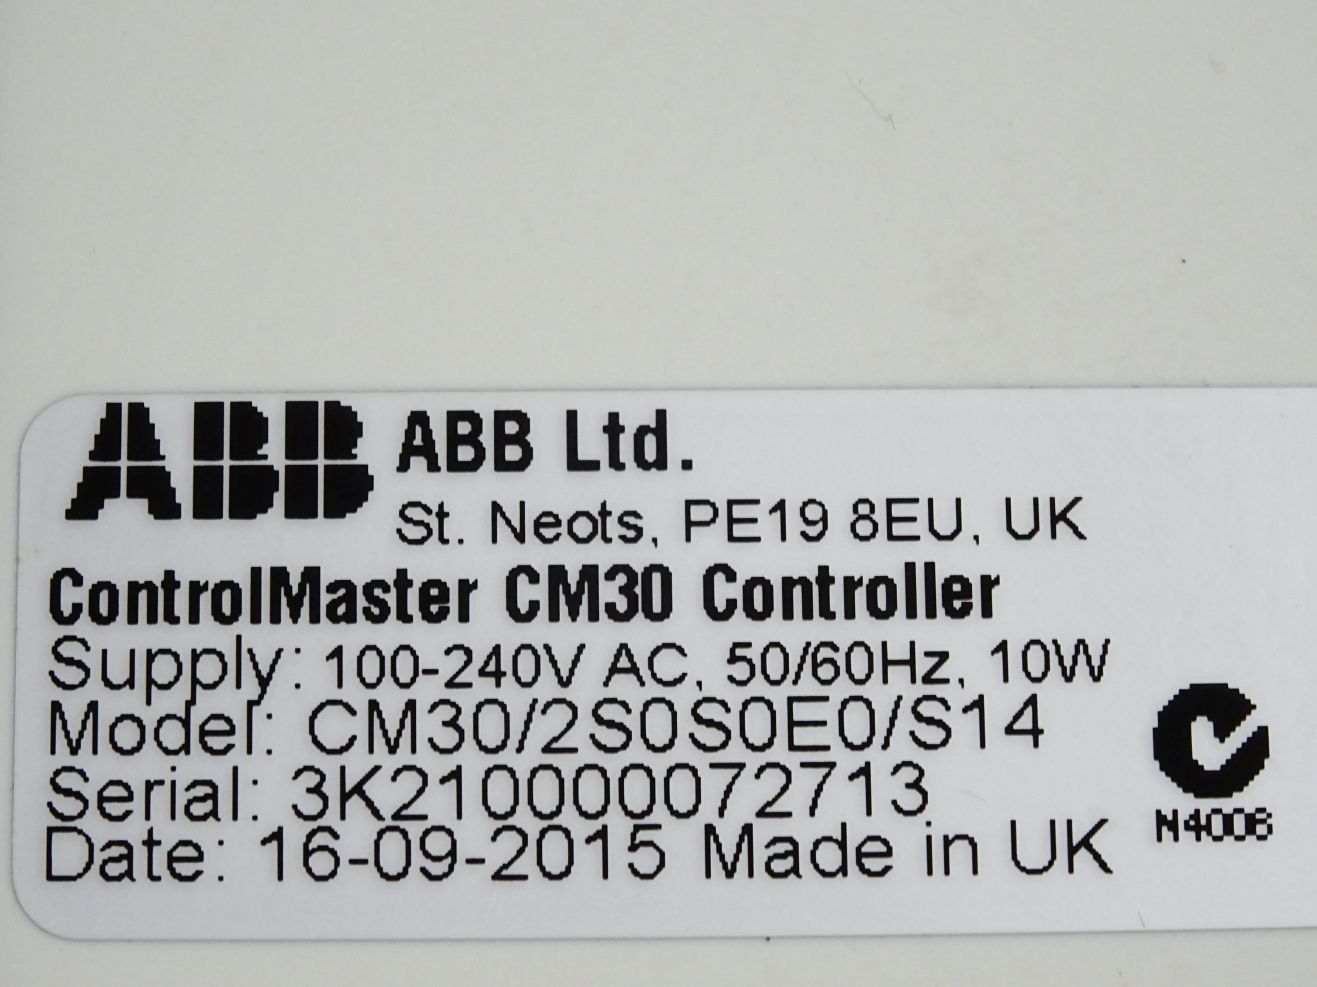 ABB ABB Ltd.
St. Neots, PE19 8EU, UK
ControlMaster CM30 Controller
Supply: 100-240V AC, 50/60Hz, 10W
Model: CM30/2S0S0E0/S14
Serial: 3K210000072713
Date: 16-09-2015 Made in UK
N4006